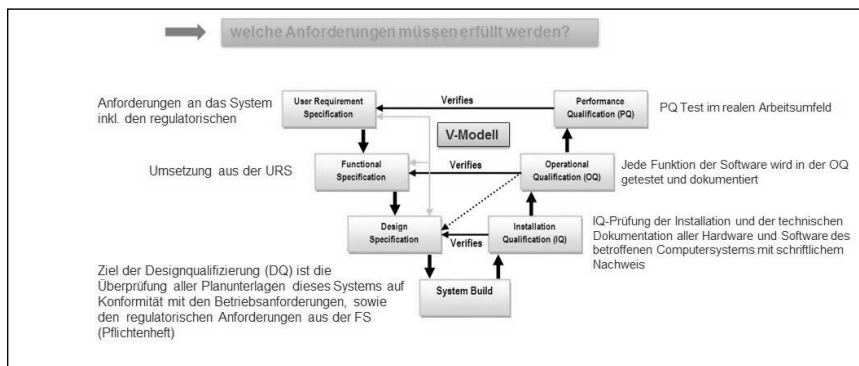 welche Anforderungen müssen erfüllt werden?
Anforderungen an das System
inkl. den regulatorischen
User Requirement
Specification
Verifies
Performance
Qualification (PQ)
PQ Test im realen Arbeitsumfeld
V-Modell
Umsetzung aus der URS
Functional
Specification
Verifies
Operational
Qualification (OQ)
Jede Funktion der Software wird in der OQ
getestet und dokumentiert
Design
Specification
Verifies
Installation
Qualification (IQ)
IQ-Prüfung der Installation und der technischen
Dokumentation aller Hardware und Software des
betroffenen Computersystems mit schriftlichem
Nachweis
Ziel der Designqualifizierung (DQ) ist die
Überprüfung aller Planunterlagen dieses Systems auf
Konformität mit den Betriebsanforderungen, sowie
den regulatorischen Anforderungen aus der FS
(Pflichtenheft)
System Build